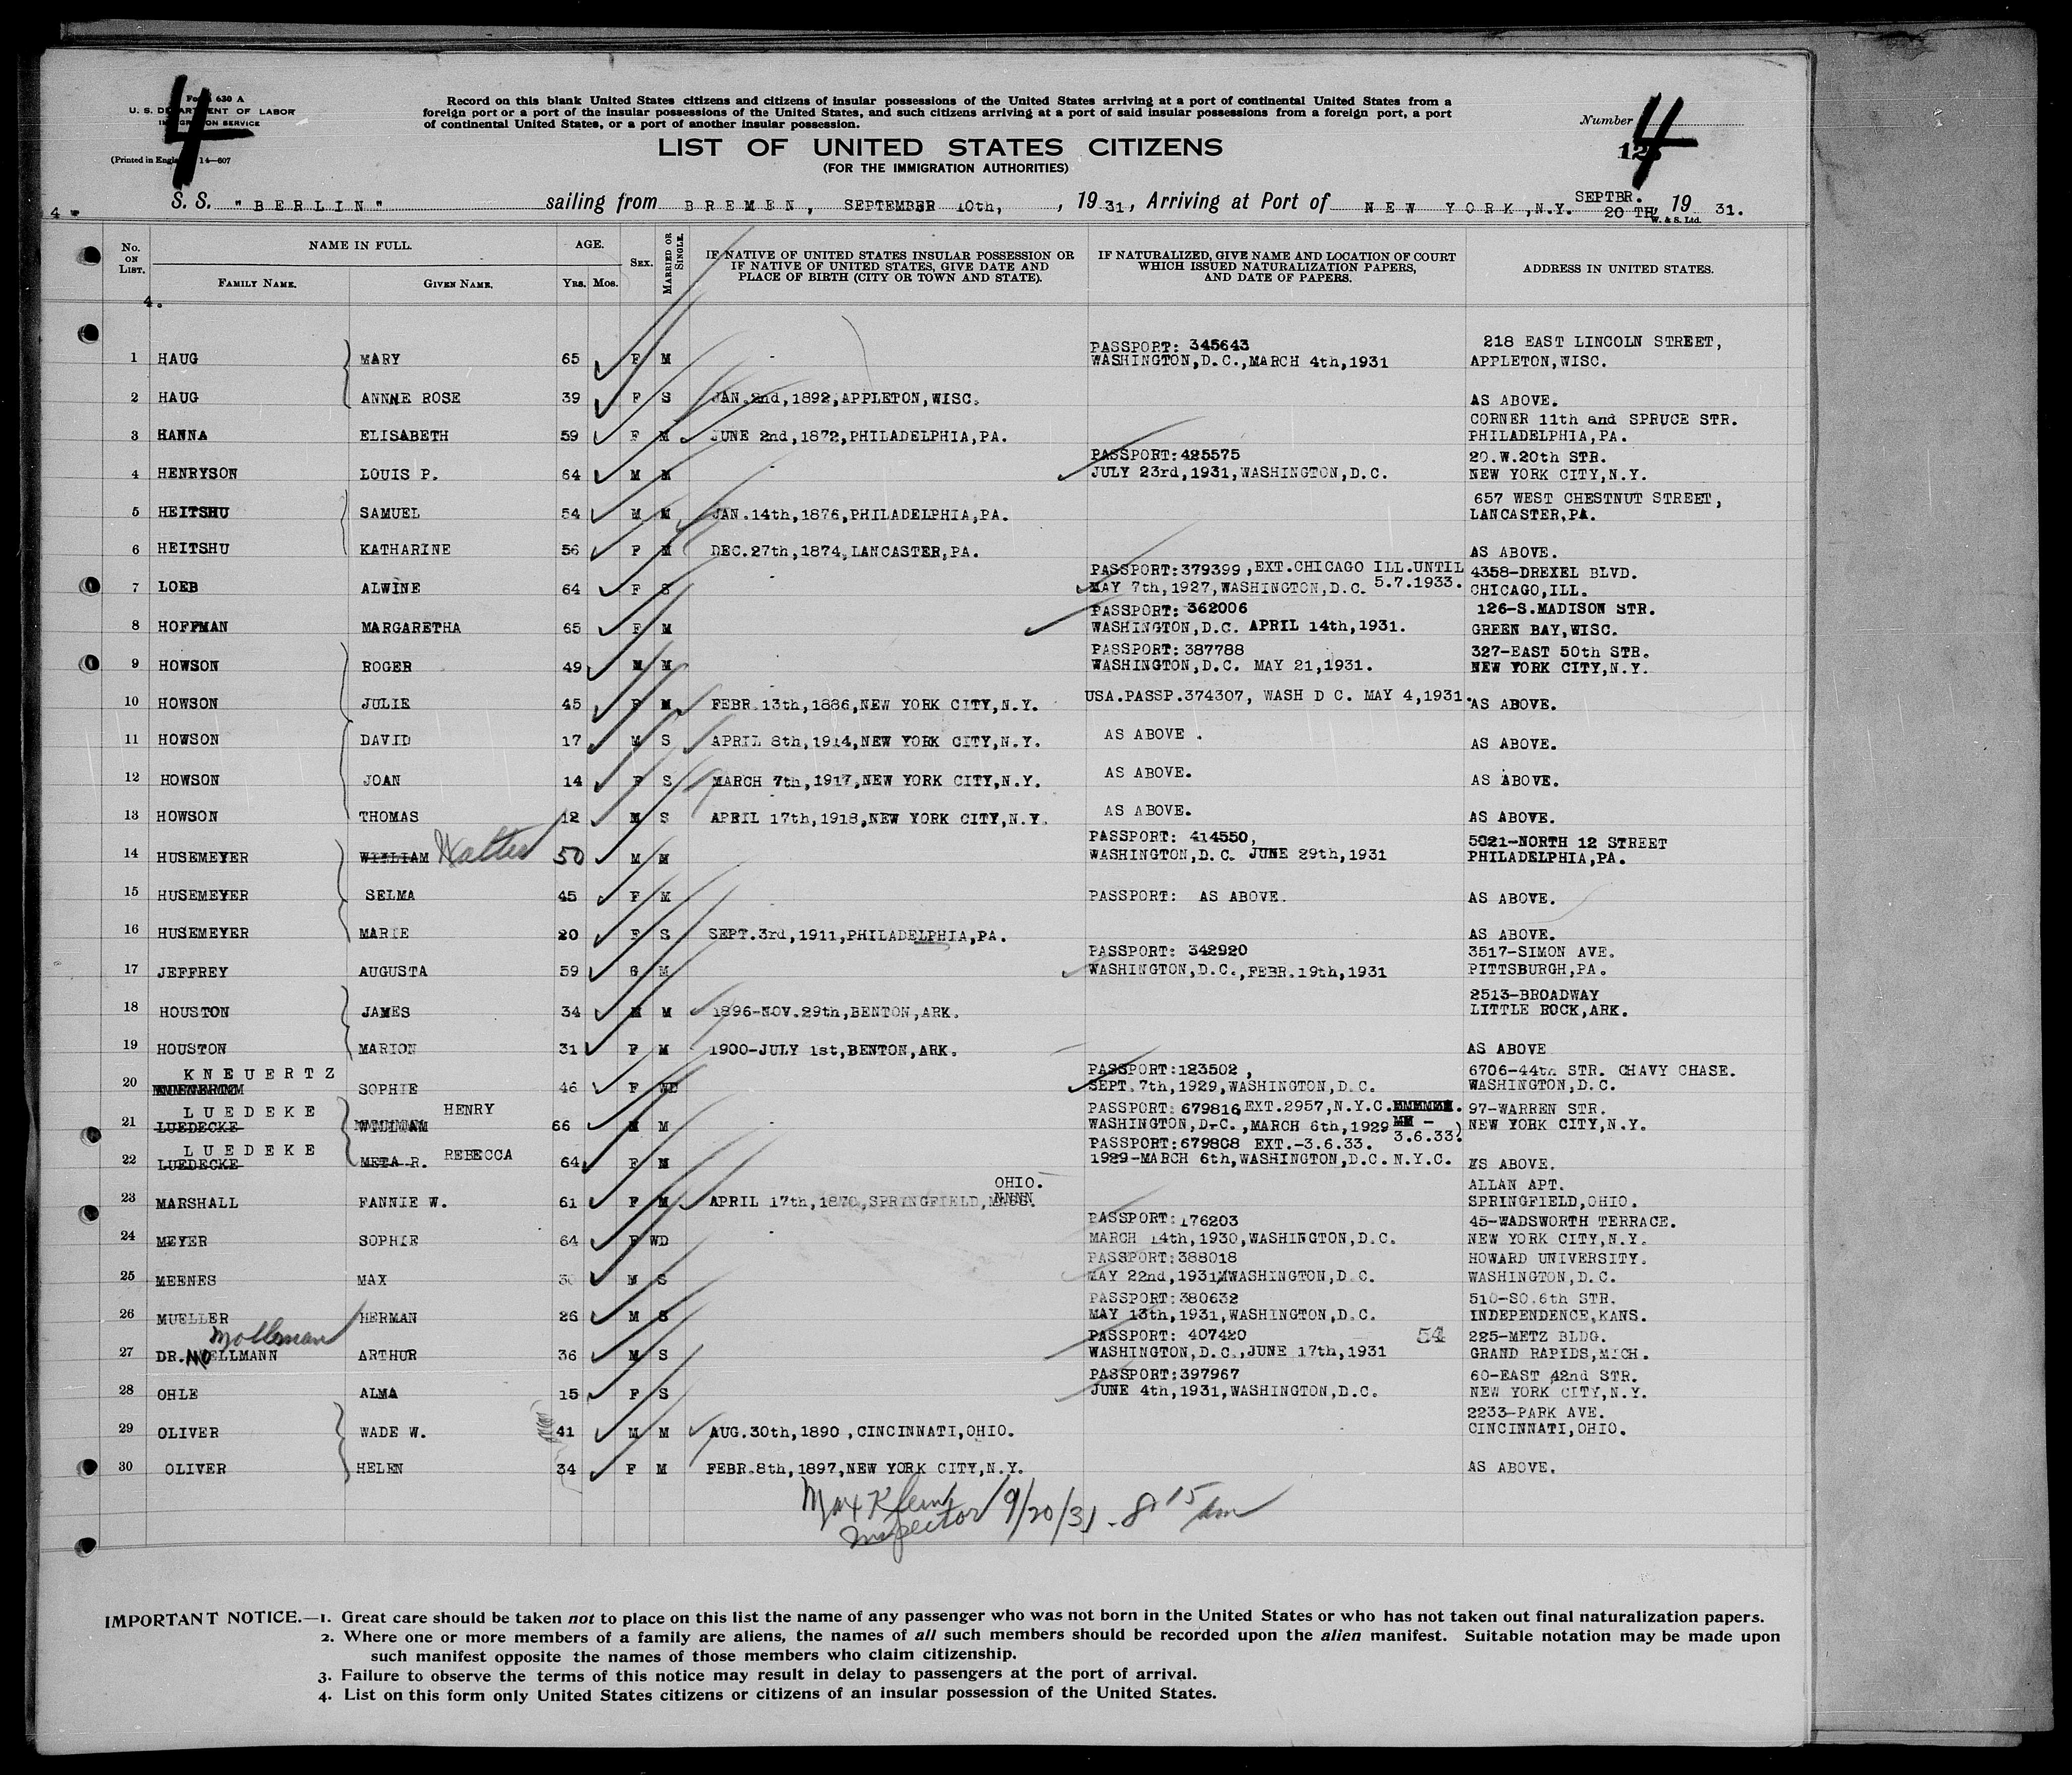 4
Form 630 A
U. S. DEPARTMENT OF LABOR
IMMIGRATION SERVICE
(Printed in England) 14—607
Record on this blank United States citizens and citizens of insular possessions of the United States arriving at a port of continental United States from a
foreign port or a port of the insular possessions of the United States, and such citizens arriving at a port of said insular possessions from a foreign port, a port
of continental United States, or a port of another insular possession.
Number 4
LIST OF UNITED STATES CITIZENS
(FOR THE IMMIGRATION AUTHORITIES)
S. S. "BERLIN" sailing from BREMEN, SEPTEMBER 10th, , 1931, Arriving at Port of NEW YORK, N.Y. SEPTBR. 20 TH, 19 31.
W. & S. Ltd.
No. ON LIST. NAME IN FULL. FAMILY NAME. GIVEN NAME. AGE. YRS. MOS. SEX. MARRIED OR SINGLE. IF NATIVE OF UNITED STATES INSULAR POSSESSION OR IF NATIVE OF UNITED STATES, GIVE DATE AND PLACE OF BIRTH (CITY OR TOWN AND STATE). IF NATURALIZED, GIVE NAME AND LOCATION OF COURT WHICH ISSUED NATURALIZATION PAPERS, AND DATE OF PAPERS. ADDRESS IN UNITED STATES.
4.
PASSPORT: 345643 218 EAST LINCOLN STREET,
1 HAUG MARY 65 F M WASHINGTON,D.C.,MARCH 4th,1931 APPLETON,WISC.
2 HAUG ANNNE ROSE 39 F S JAN.2nd,1892,APPLETON,WISC. AS ABOVE.
CORNER 11th and SPRUCE STR.
3 HANNA ELISABETH 59 F M JUNE 2nd,1872,PHILADELPHIA,PA. PHILADELPHIA,PA.
PASSPORT:425575 20.W.20th STR.
4 HENRYSON LOUIS P. 64 M M JULY 23rd,1931,WASHINGTON,D.C. NEW YORK CITY,N.Y.
657 WEST CHESTNUT STREET,
5 HEITSHU SAMUEL 54 M M JAN.14th,1876,PHILADELPHIA,PA. LANCASTER,PA.
6 HEITSHU KATHARINE 56 F M DEC.27th,1874,LANCASTER,PA. AS ABOVE.
PASSPORT:379399,EXT.CHICAGO ILL.UNTIL 4358-DREXEL BLVD.
7 LOEB ALWINE 64 F S MAY 7th,1927,WASHINGTON,D.C. 5.7.1933. CHICAGO,ILL.
PASSPORT: 362006 126-S.MADISON STR.
8 HOFFMAN MARGARETHA 65 F M WASHINGTON,D.C. APRIL 14th,1931. GREEN BAY,WISC.
PASSPORT:387788 327-EAST 50th STR.
9 HOWSON ROGER 49 M M WASHINGTON,D.C. MAY 21,1931. NEW YORK CITY,N.Y.
10 HOWSON JULIE 45 F M FEBR.13th,1886,NEW YORK CITY,N.Y. USA.PASSP.374307, WASH D C. MAY 4,1931. AS ABOVE.
11 HOWSON DAVID 17 M S APRIL 8th,1914,NEW YORK CITY,N.Y. AS ABOVE . AS ABOVE.
12 HOWSON JOAN 14 F S MARCH 7th,1917,NEW YORK CITY,N.Y. AS ABOVE. AS ABOVE.
13 HOWSON THOMAS 12 M S APRIL 17th,1918,NEW YORK CITY,N.Y. AS ABOVE. AS ABOVE.
PASSPORT: 414550, 5021-NORTH 12 STREET
14 HUSEMEYER WILLIAM Walter 50 M M WASHINGTON,D.C. JUNE 29th,1931 PHILADELPHIA,PA.
15 HUSEMEYER SELMA 45 F M PASSPORT: AS ABOVE. AS ABOVE.
16 HUSEMEYER MARIE 20 F S SEPT.3rd,1911,PHILADELPHIA,PA. AS ABOVE.
PASSPORT: 342920 3517-SIMON AVE.
17 JEFFREY AUGUSTA 59 M WASHINGTON,D.C.,FEBR.19th,1931 PITTSBURGH,PA.
2513-BROADWAY
18 HOUSTON JAMES 34 M M 1896-NOV.29th,BENTON,ARK. LITTLE ROCK,ARK.
19 HOUSTON MARION 31 F M 1900-JULY 1st,BENTON,ARK. AS ABOVE
KNEUERTZ PASSPORT:123502, 6706-44th STR. CHAVY CHASE.
20 SOPHIE 46 F WD SEPT.7th,1929,WASHINGTON,D.C. WASHINGTON,D.C.
LUEDEKE HENRY PASSPORT: 679816 EXT.2957,N.Y.C. 97-WARREN STR.
21 LUEDECKE 66 M M WASHINGTON,D.C.,MARCH 6th,1929 NEW YORK CITY,N.Y.
LUEDEKE REBECCA PASSPORT:679808 EXT.-3.6.33. 3.6.33.
22 LUEDECKE META R. 64 F M 1929-MARCH 6th,WASHINGTON,D.C. N.Y.C. AS ABOVE.
OHIO. ALLAN APT.
23 MARSHALL FANNIE W. 61 F M APRIL 17th,1870,SPRINGFIELD, SPRINGFIELD,OHIO.
PASSPORT:176203 45-WADSWORTH TERRACE.
24 MEYER SOPHIE 64 F WD MARCH 14th,1930,WASHINGTON,D.C. NEW YORK CITY,N.Y.
PASSPORT:388018 HOWARD UNIVERSITY.
25 MEENES MAX 30 M S MAY 22nd,1931,WASHINGTON,D.C. WASHINGTON,D.C.
PASSPORT:380632 510-SO.6th STR.
26 MUELLER HERMAN 26 M S MAY 13th,1931,WASHINGTON,D.C. INDEPENDENCE,KANS.
Molleman PASSPORT: 407420 54 225-METZ BLDG.
27 DR.MOELLMANN ARTHUR 36 M S WASHINGTON,D.C.,JUNE 17th,1931 GRAND RAPIDS,MICH.
PASSPORT:397967 60-EAST 42nd STR.
28 OHLE ALMA 15 F S JUNE 4th,1931,WASHINGTON,D.C. NEW YORK CITY,N.Y.
2233-PARK AVE.
29 OLIVER WADE W. 41 M M AUG.30th,1890,CINCINNATI,OHIO. CINCINNATI,OHIO.
30 OLIVER HELEN 34 F M FEBR.8th,1897,NEW YORK CITY,N.Y. AS ABOVE.
Max Klein 9/20/31 - 8 15 am
Inspector
IMPORTANT NOTICE.—1. Great care should be taken not to place on this list the name of any passenger who was not born in the United States or who has not taken out final naturalization papers.
2. Where one or more members of a family are aliens, the names of all such members should be recorded upon the alien manifest. Suitable notation may be made upon
such manifest opposite the names of those members who claim citizenship.
3. Failure to observe the terms of this notice may result in delay to passengers at the port of arrival.
4. List on this form only United States citizens or citizens of an insular possession of the United States.